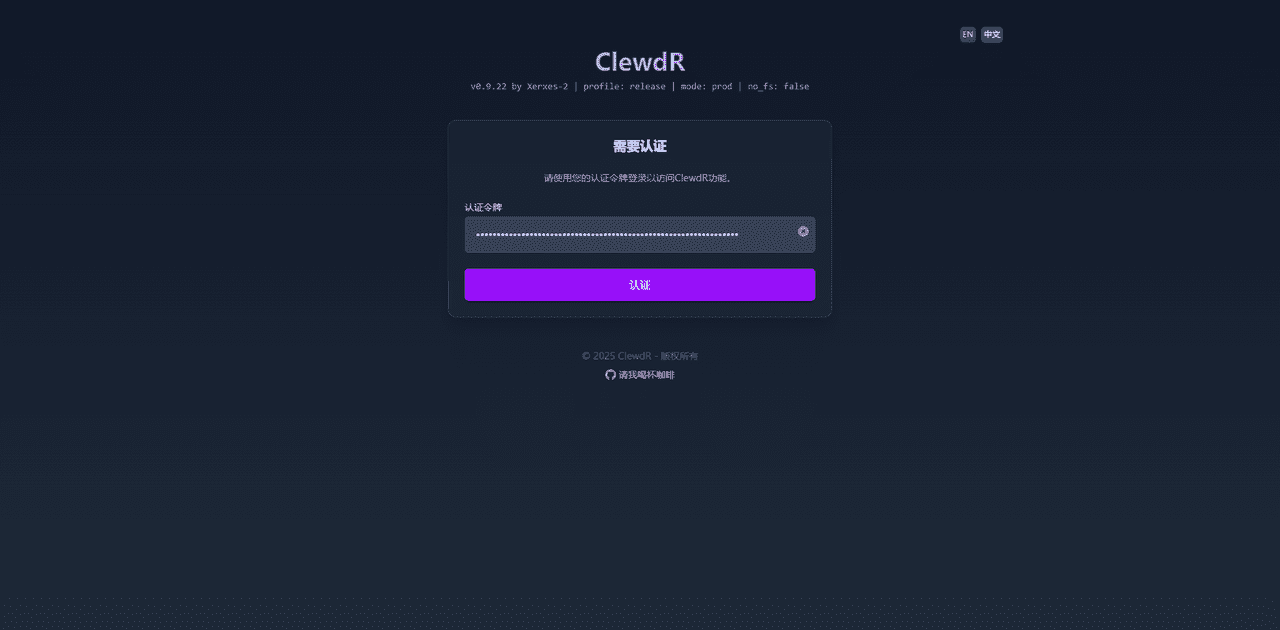 EN 中文
ClewdR
v0.9.22 by Xerxes-2 | profile: release | mode: prod | no_fs: false
需要认证
请使用您的认证令牌登录以访问ClewdR功能。
认证令牌
认证
© 2025 ClewdR - 版权所有
请我喝杯咖啡